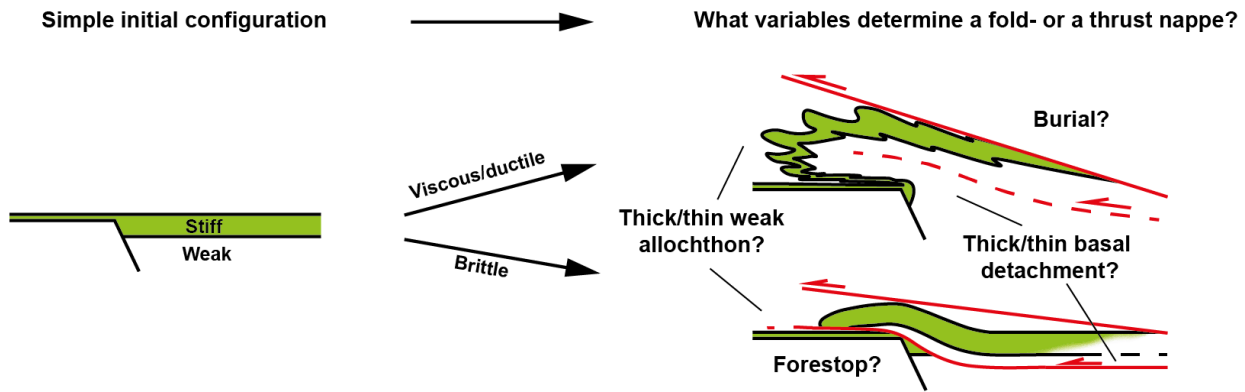 Simple initial configuration
What variables determine a fold- or a thrust nappe?
Burial?
Viscous/ductile
Stiff
Weak
Brittle
Thick/thin weak
allochthon?
Thick/thin basal
detachment?
Forestop?